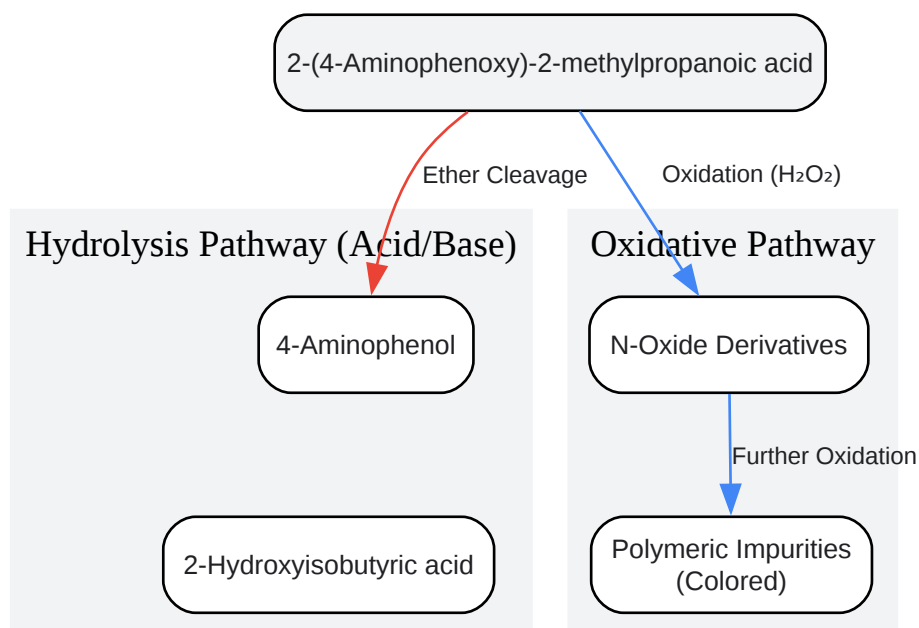 2-(4-Aminophenoxy)-2-methylpropanoic acid
Ether Cleavage
Oxidation (H₂O₂)
Hydrolysis Pathway (Acid/Base)
Oxidative Pathway
4-Aminophenol
N-Oxide Derivatives
Further Oxidation
2-Hydroxyisobutyric acid
Polymeric Impurities
(Colored)